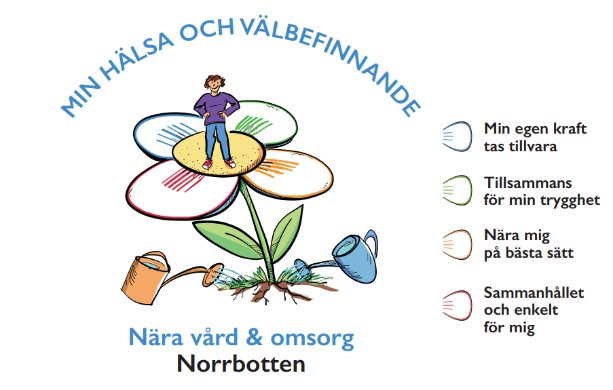 MIN HÄLSA OCH VÄLBEFINNANDE
Min egen kraft
tas tillvara
Tillsammans
för min trygghet
Nära mig
på bästa sätt
Sammanhållet
och enkelt
för mig
Nära vård & omsorg
Norrbotten